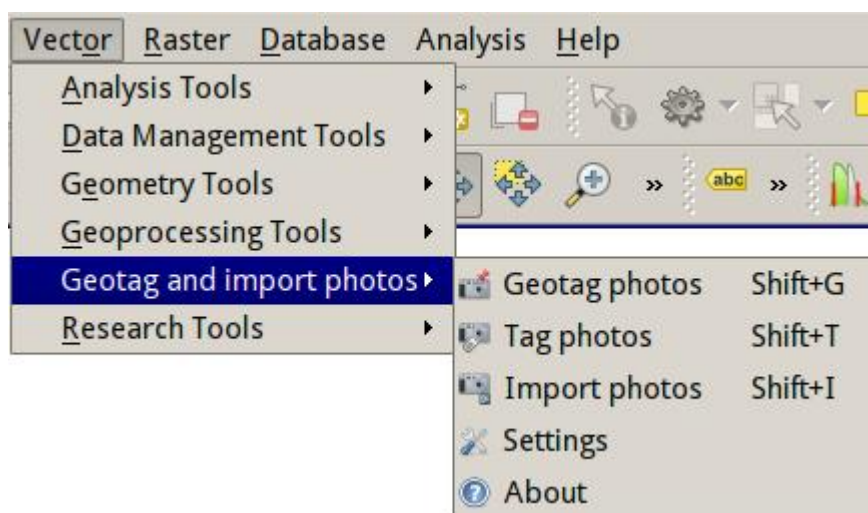 Vector Raster Database Analysis Help
Analysis Tools
Data Management Tools
Geometry Tools
abc
Geoprocessing Tools
Geotag and import photos
Geotag photos Shift+G
Research Tools
Tag photos Shift+T
Import photos Shift+I
Settings
About